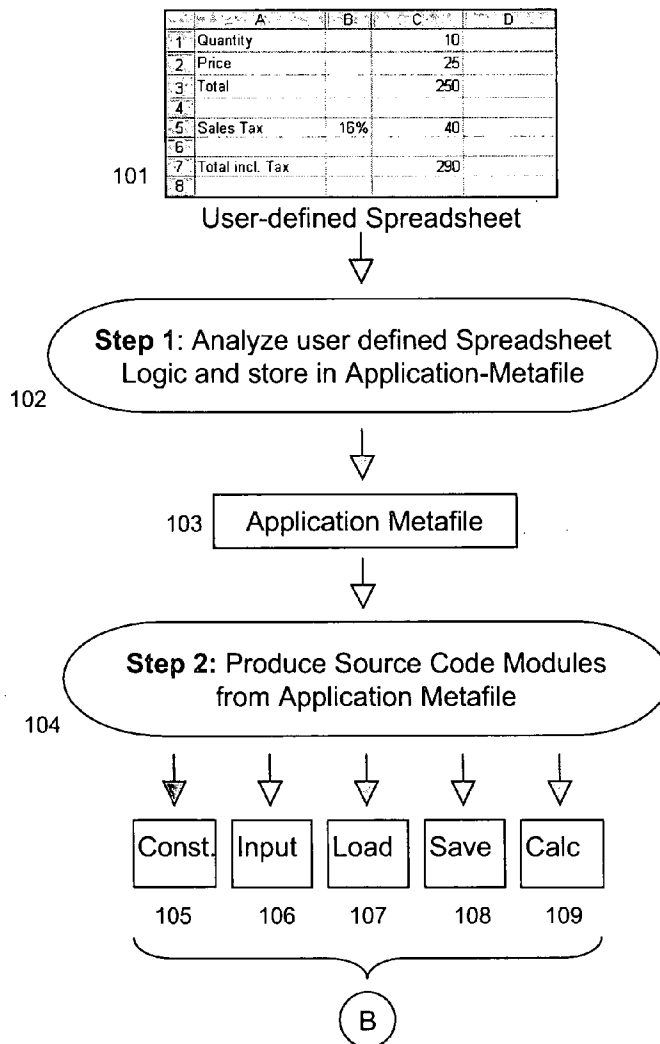 A B C D
1 Quantity 10
2 Price 25
3 Total 250
4
5 Sales Tax 16% 40
6
7 Total incl. Tax 290
8
101
User-defined Spreadsheet
Step 1: Analyze user defined Spreadsheet
Logic and store in Application-Metafile
102
103 Application Metafile
Step 2: Produce Source Code Modules
from Application Metafile
104
Const. Input Load Save Calc
105 106 107 108 109
B